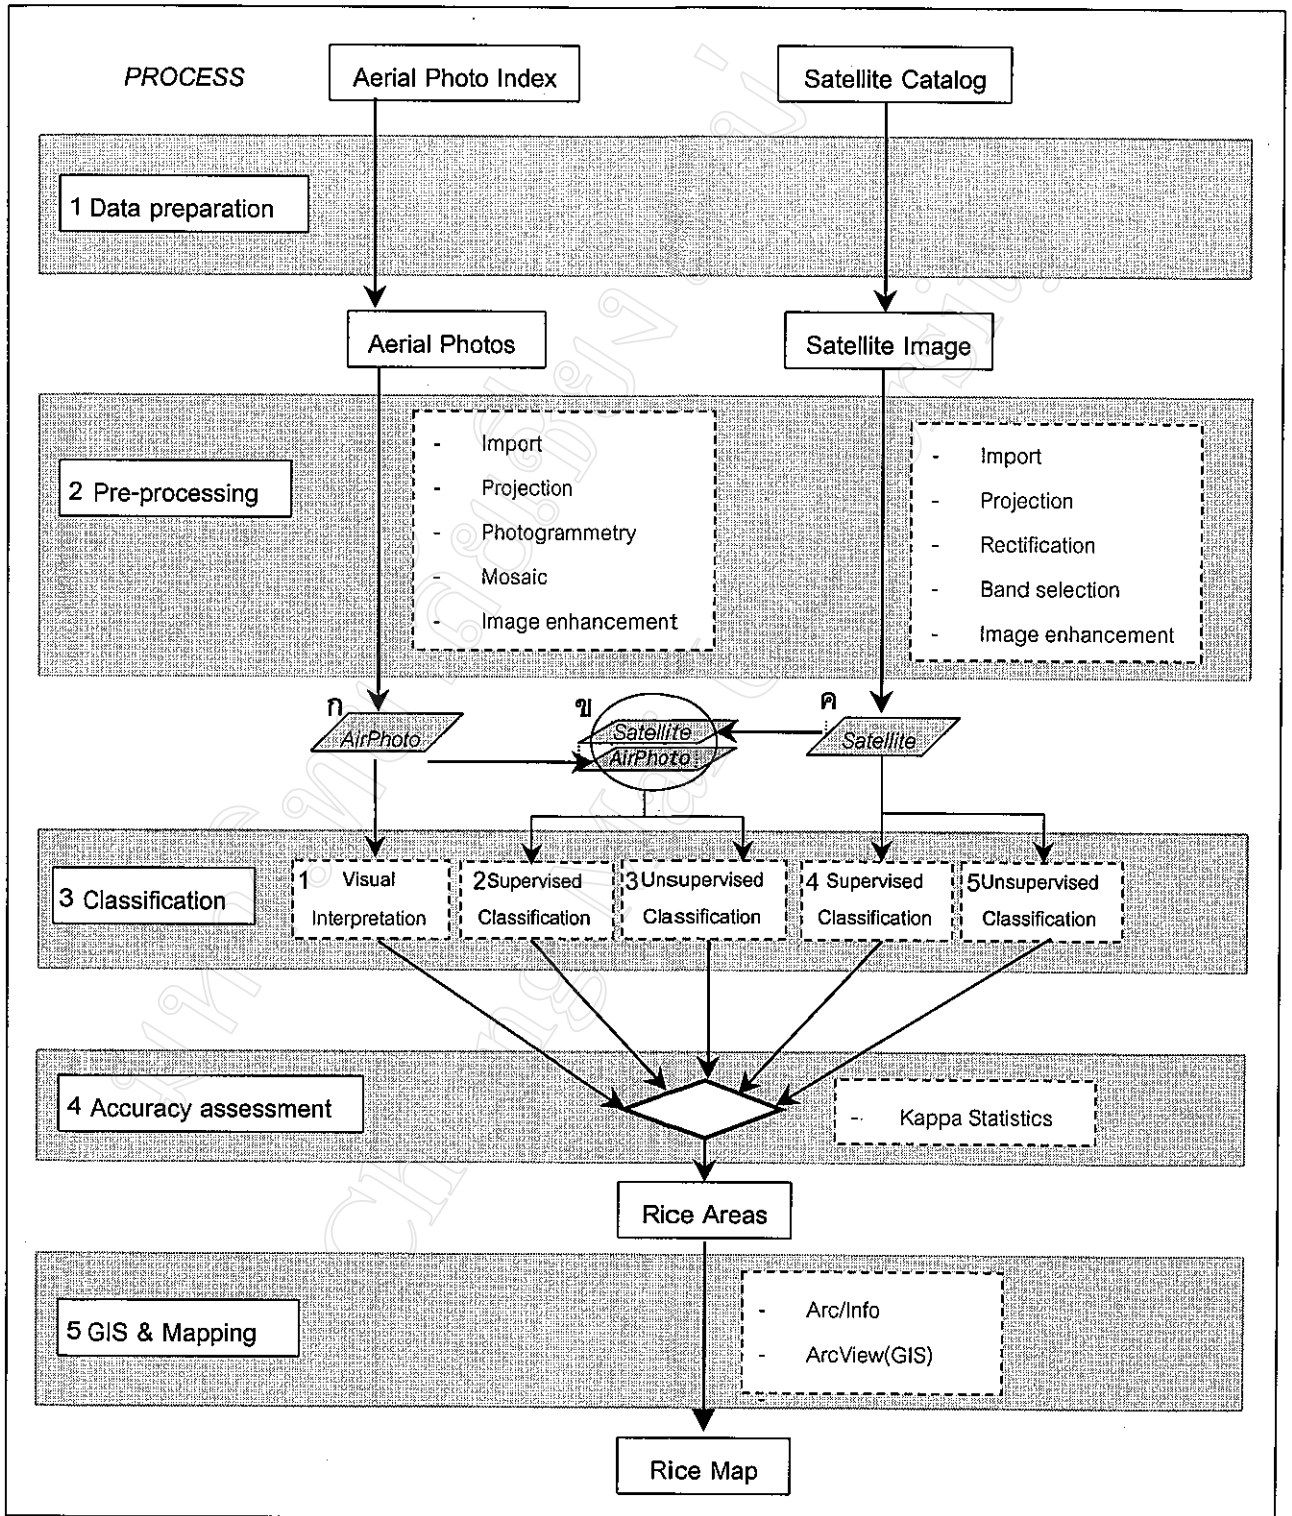 PROCESS
Aerial Photo Index
Satellite Catalog
1 Data preparation
Aerial Photos
Satellite Image
2 Pre-processing
- Import
- Projection
- Photogrammetry
- Mosaic
- Image enhancement
- Import
- Projection
- Rectification
- Band selection
- Image enhancement
ก
AirPhoto
ข
Satellite
AirPhoto
ค
Satellite
3 Classification
1 Visual
Interpretation
2 Supervised
Classification
3 Unsupervised
Classification
4 Supervised
Classification
5 Unsupervised
Classification
4 Accuracy assessment
- Kappa Statistics
Rice Areas
5 GIS & Mapping
- Arc/Info
- ArcView(GIS)
-
Rice Map